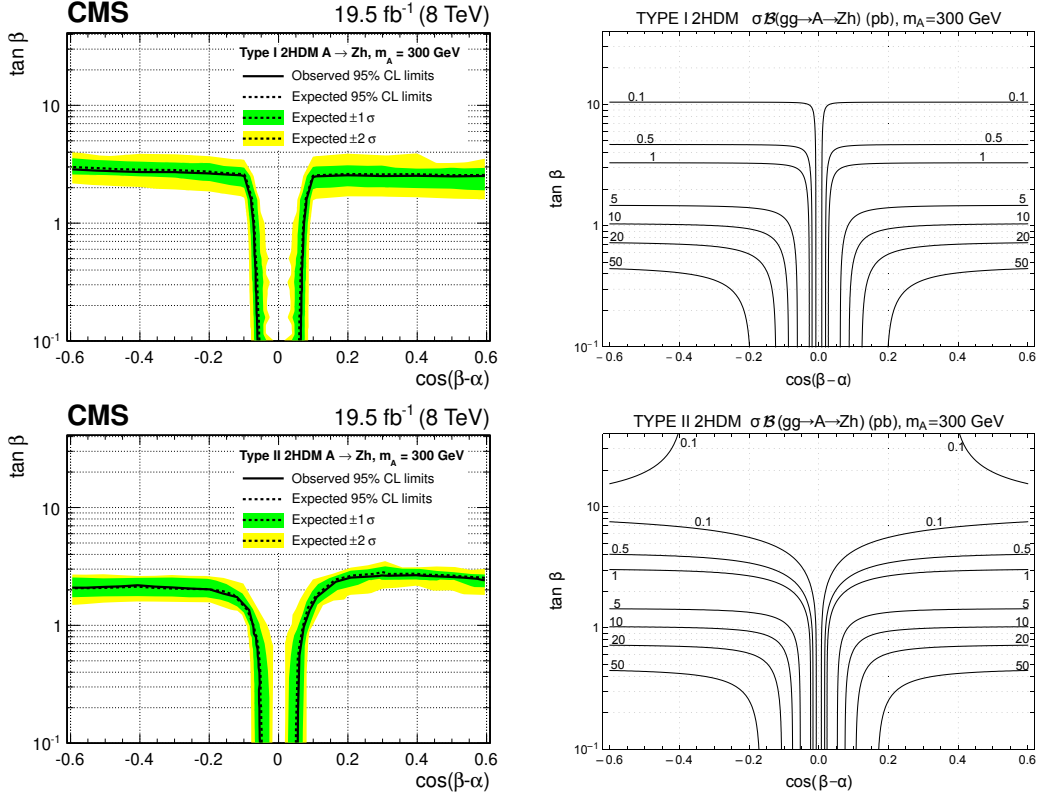 CMS 19.5 fb-1 (8 TeV)
tan β
Type I 2HDM A → Zh, mA = 300 GeV
Observed 95% CL limits
Expected 95% CL limits
Expected ±1 σ
Expected ±2 σ
10
1
10-1
-0.6 -0.4 -0.2 0 0.2 0.4 0.6
cos(β-α)
TYPE I 2HDM σB(gg→A→Zh) (pb), mA=300 GeV
tan β
10
1
10-1
0.1 0.1
0.5 0.5
1 1
5 5
10 10
20 20
50 50
−0.6 −0.4 −0.2 0.0 0.2 0.4 0.6
cos(β−α)
CMS 19.5 fb-1 (8 TeV)
tan β
Type II 2HDM A → Zh, mA = 300 GeV
Observed 95% CL limits
Expected 95% CL limits
Expected ±1 σ
Expected ±2 σ
10
1
10-1
-0.6 -0.4 -0.2 0 0.2 0.4 0.6
cos(β-α)
TYPE II 2HDM σB(gg→A→Zh) (pb), mA=300 GeV
tan β
10
1
10-1
0.1 0.1
0.1 0.1
0.5 0.5
1 1
5 5
10 10
20 20
50 50
−0.6 −0.4 −0.2 0.0 0.2 0.4 0.6
cos(β−α)